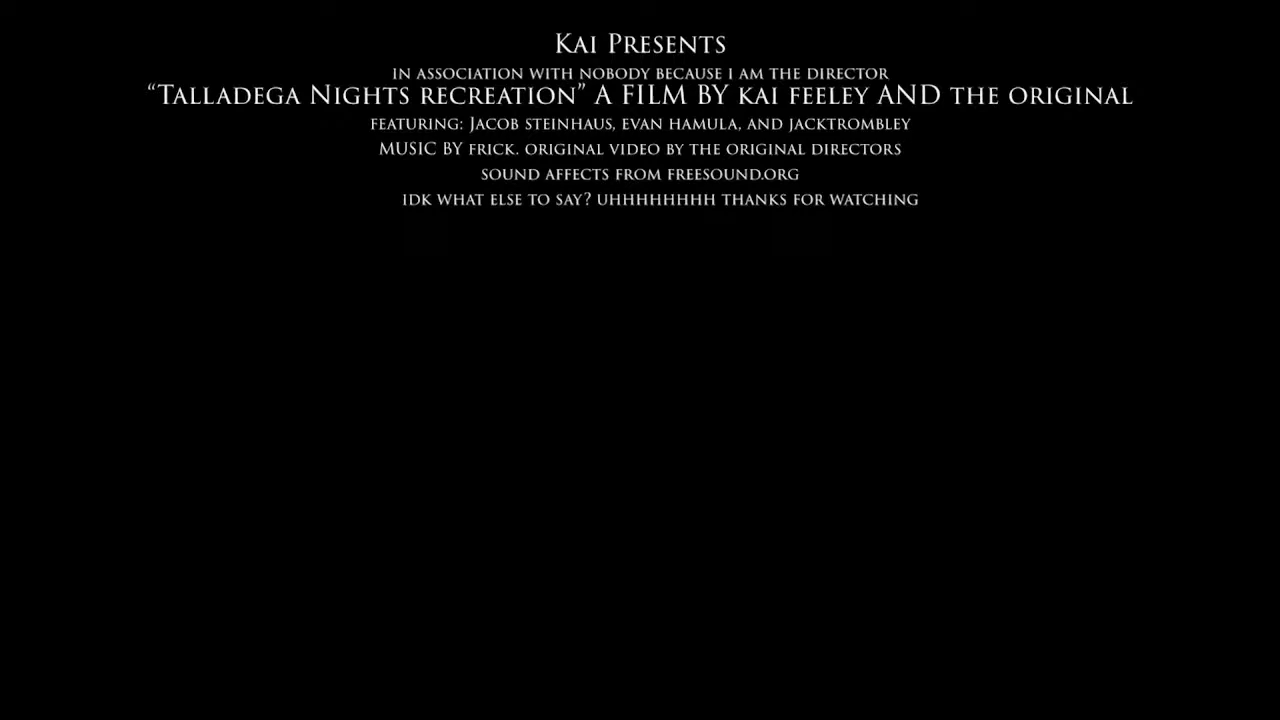 Kai Presents
in association with nobody because i am the director
“Talladega Nights recreation” A FILM BY kai feeley AND the original
featuring: Jacob steinhaus, evan hamula, and jacktrombley
MUSIC BY frick. original video by the original directors
sound affects from freesound.org
idk what else to say? uhhhhhhhh thanks for watching